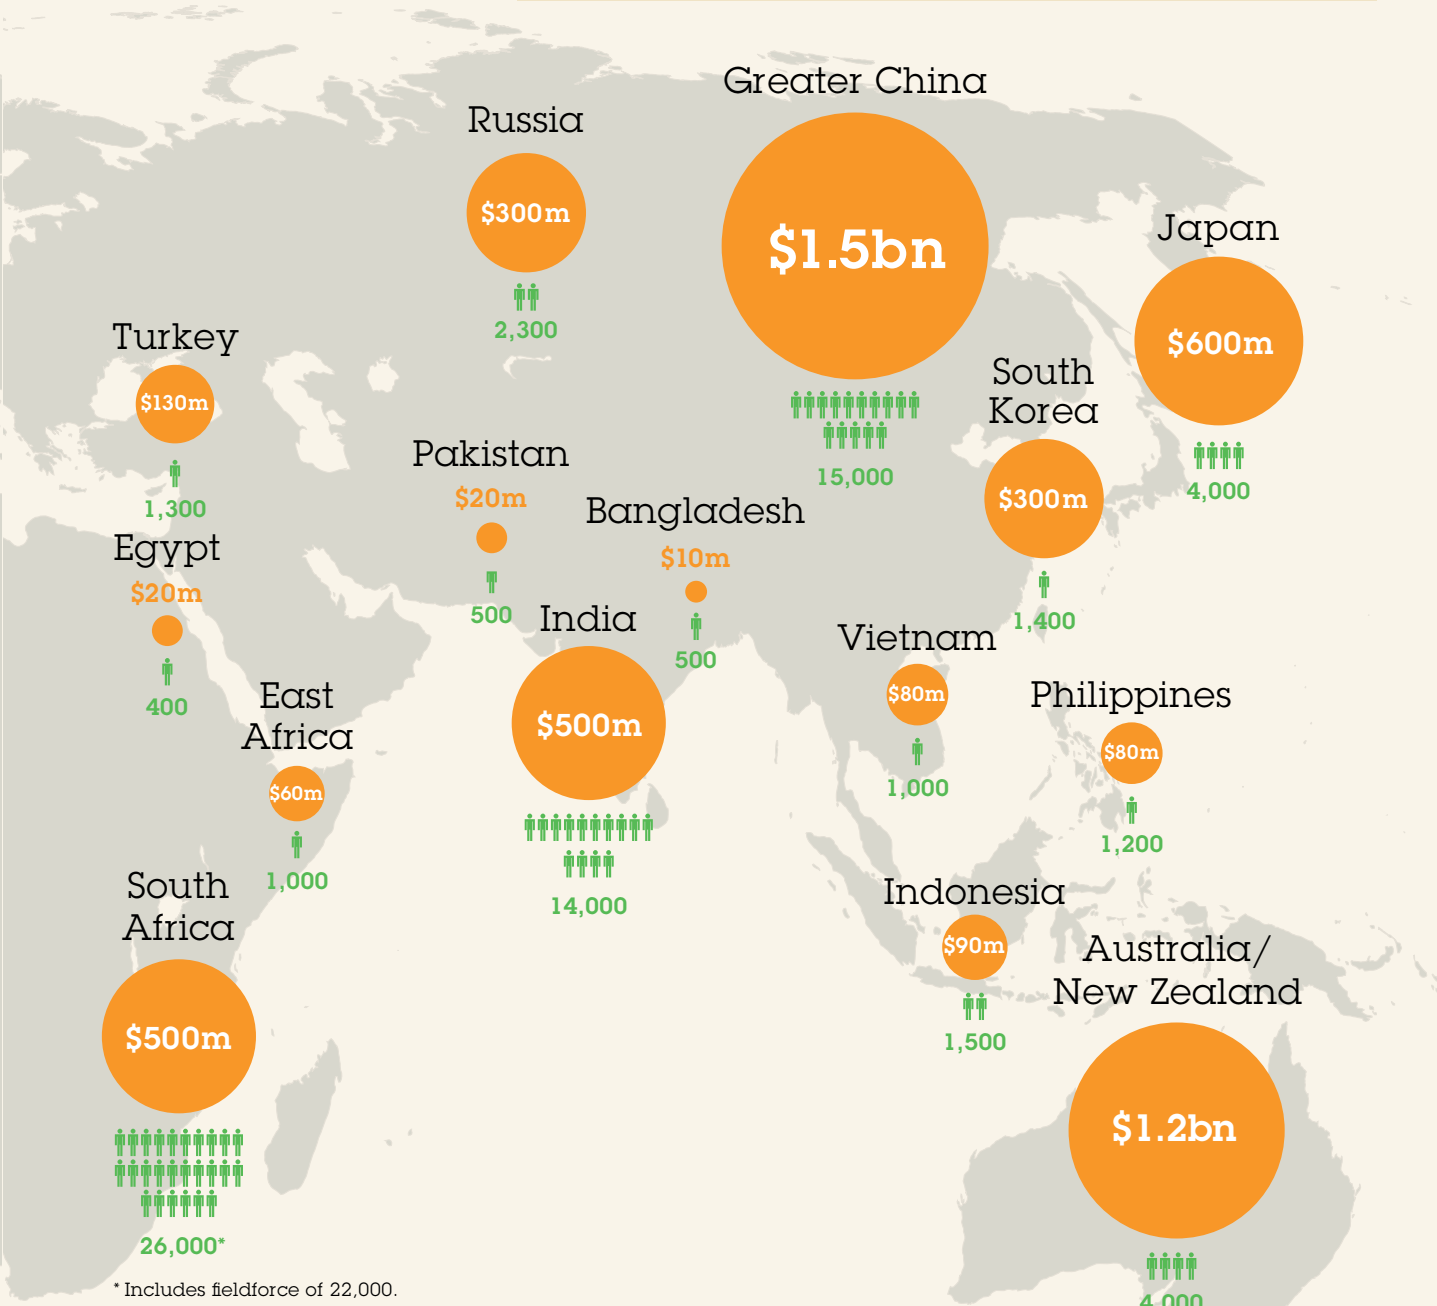 Greater China
$1.5bn
15,000
Russia
$300m
2,300
Japan
$600m
4,000
Turkey
$130m
1,300
South
Korea
$300m
1,400
Pakistan
$20m
500
Bangladesh
$10m
500
Egypt
$20m
400
India
$500m
14,000
Vietnam
$80m
1,000
East
Africa
$60m
1,000
Philippines
$80m
1,200
South
Africa
$500m
26,000*
Indonesia
$90m
1,500
Australia/
New Zealand
$1.2bn
4,000
* Includes fieldforce of 22,000.